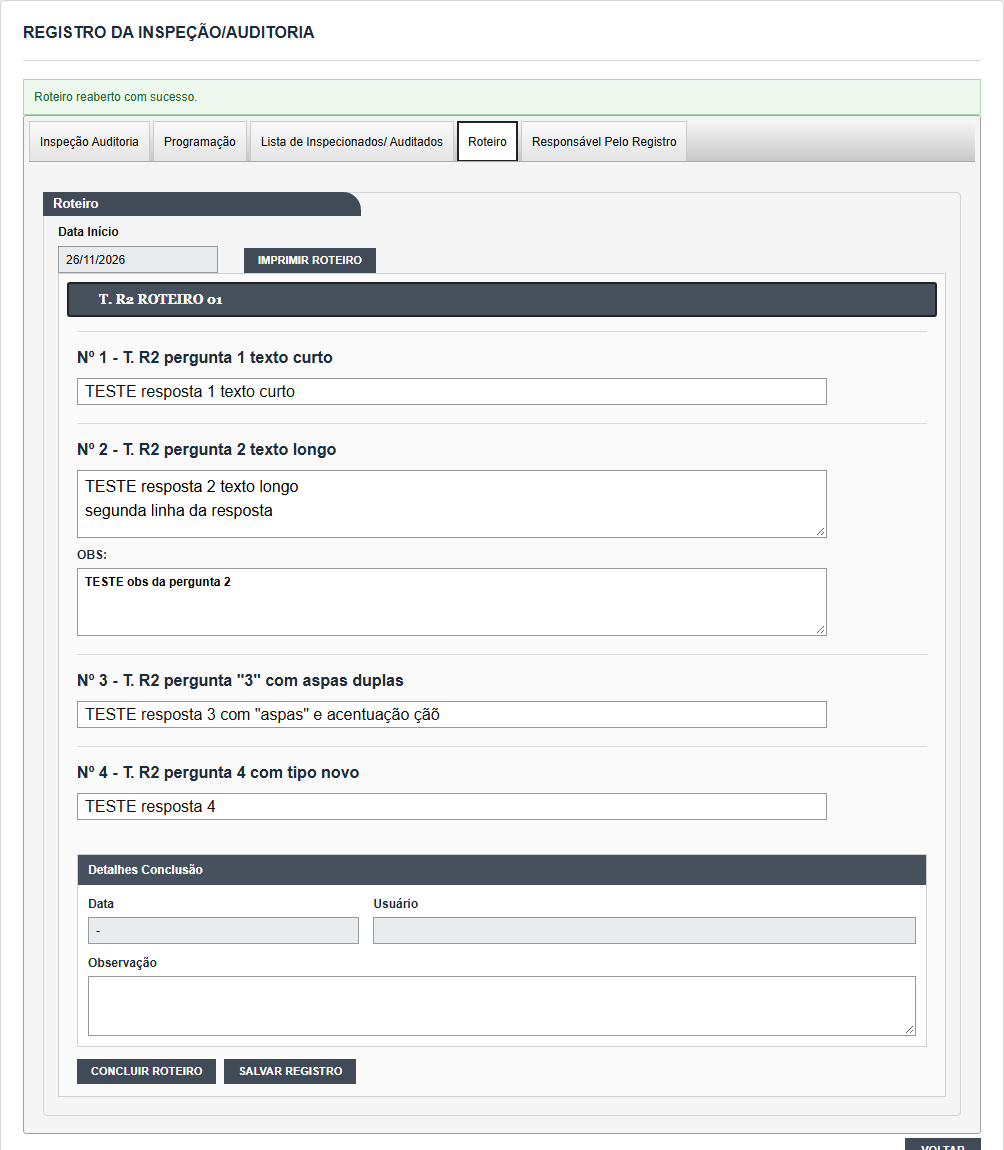 REGISTRO DA INSPEÇÃO/AUDITORIA
Roteiro reaberto com sucesso.
Inspeção Auditoria
Programação
Lista de Inspecionados/ Auditados
Roteiro
Responsável Pelo Registro
Roteiro
Data Início
26/11/2026
IMPRIMIR ROTEIRO
T. R2 ROTEIRO 01
Nº 1 - T. R2 pergunta 1 texto curto
TESTE resposta 1 texto curto
Nº 2 - T. R2 pergunta 2 texto longo
TESTE resposta 2 texto longo
segunda linha da resposta
OBS:
TESTE obs da pergunta 2
Nº 3 - T. R2 pergunta "3" com aspas duplas
TESTE resposta 3 com "aspas" e acentuação çãõ
Nº 4 - T. R2 pergunta 4 com tipo novo
TESTE resposta 4
Detalhes Conclusão
Data
Usuário
-
Observação
CONCLUIR ROTEIRO
SALVAR REGISTRO
VOLTAR